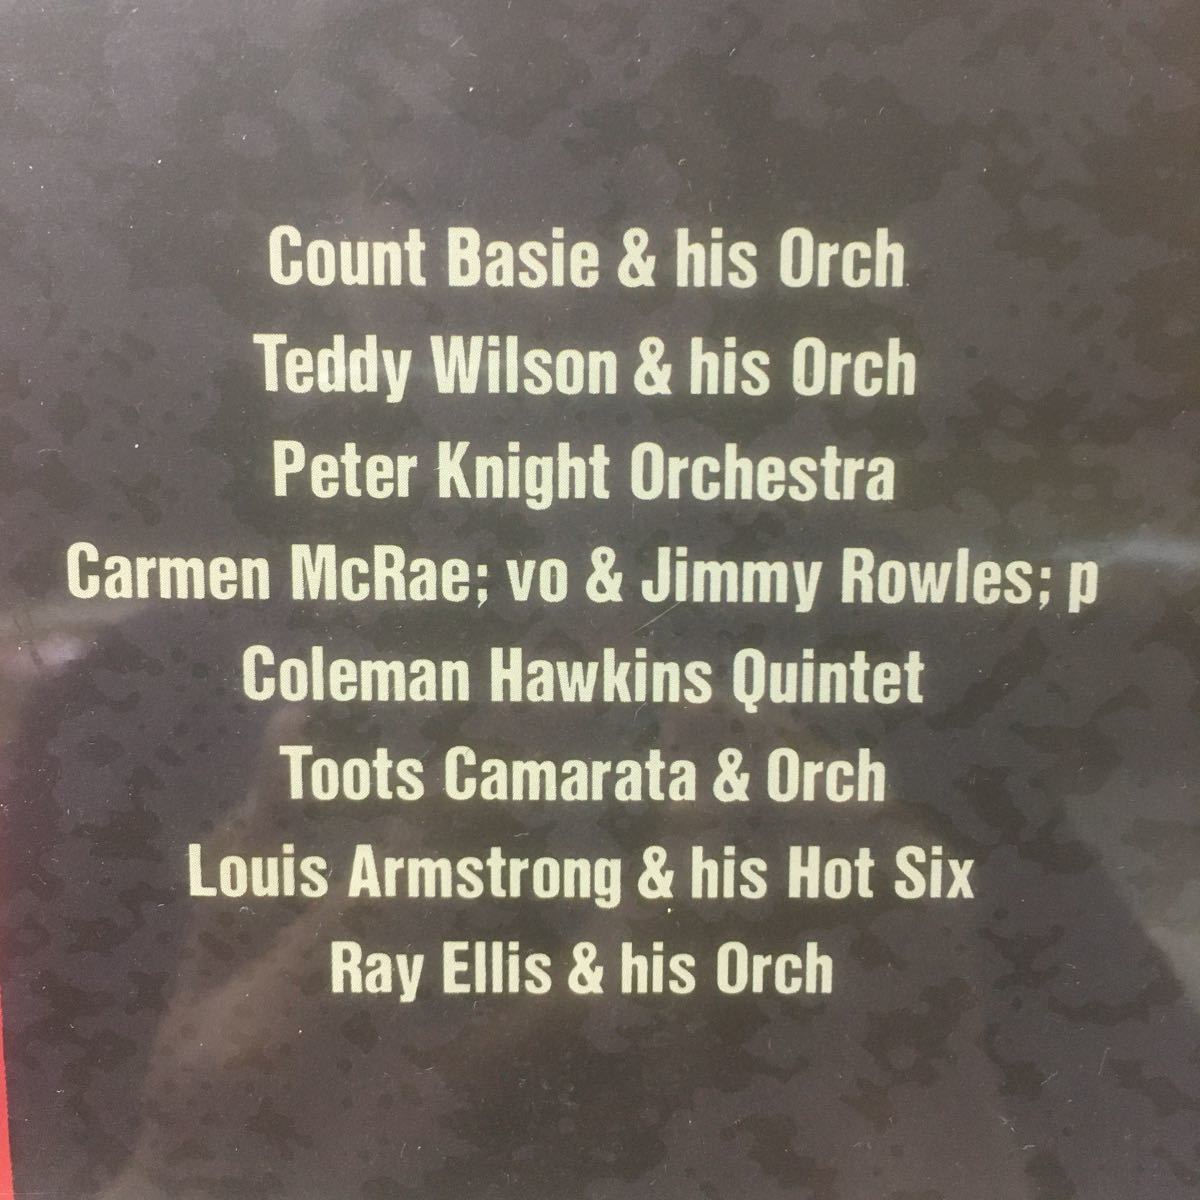 Count Basie & his Orch
Teddy Wilson & his Orch
Peter Knight Orchestra
Carmen McRae; vo & Jimmy Rowles; p
Coleman Hawkins Quintet
Toots Camarata & Orch
Louis Armstrong & his Hot Six
Ray Ellis & his Orch